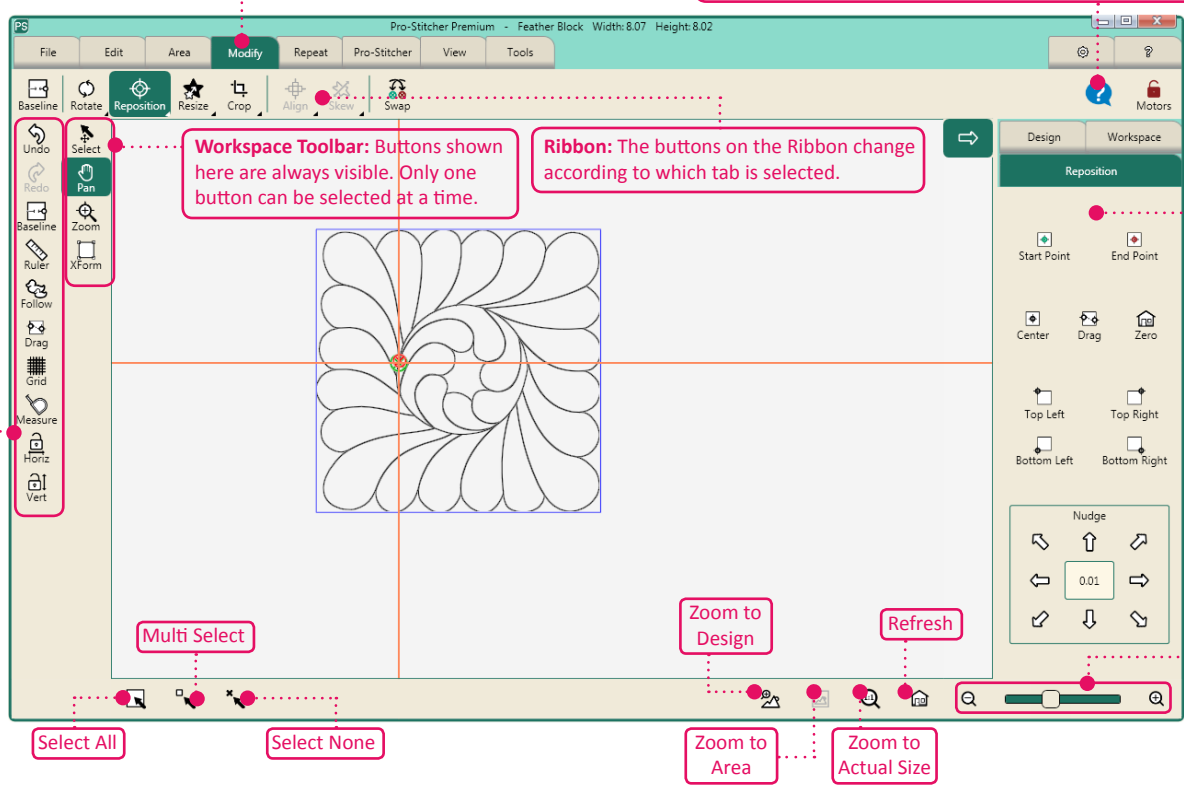 PS
Pro-Stitcher Premium - Feather Block Width: 8.07 Height: 8.02
File Edit Area Modify Repeat Pro-Stitcher View Tools ?
Baseline Rotate Reposition Resize Crop Align Skew Swap ? Motors
Undo
Redo
Baseline
Ruler
Follow
Drag
Grid
Measure
Horiz
Vert
Select
Pan
Zoom
XForm
Workspace Toolbar: Buttons shown
here are always visible. Only one
button can be selected at a time.
Ribbon: The buttons on the Ribbon change
according to which tab is selected.
Design Workspace
Reposition
Start Point End Point
Center Drag Zero
Top Left Top Right
Bottom Left Bottom Right
Nudge
0.01
Multi Select
Zoom to
Design
Refresh
1:1
Select All
Select None
Zoom to
Area
Zoom to
Actual Size